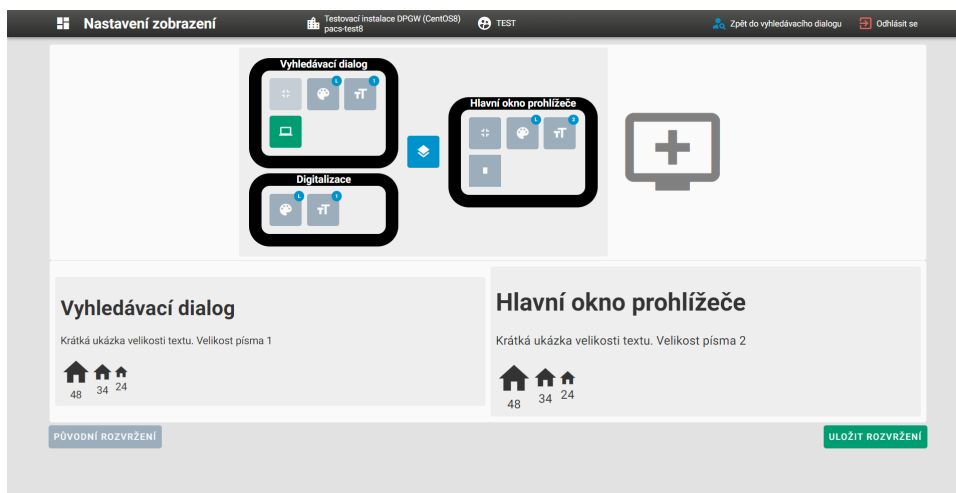 Nastavení zobrazení
Testovací instalace DPGW (CentOS8)
pacs-test8
TEST
Zpět do vyhledávacího dialogu
Odhlásit se
Vyhledávací dialog
L
1
Digitalizace
L
1
Hlavní okno prohlížeče
L
2
Vyhledávací dialog
Krátká ukázka velikosti textu. Velikost písma 1
48 34 24
Hlavní okno prohlížeče
Krátká ukázka velikosti textu. Velikost písma 2
48 34 24
PŮVODNÍ ROZVRŽENÍ
ULOŽIT ROZVRŽENÍ